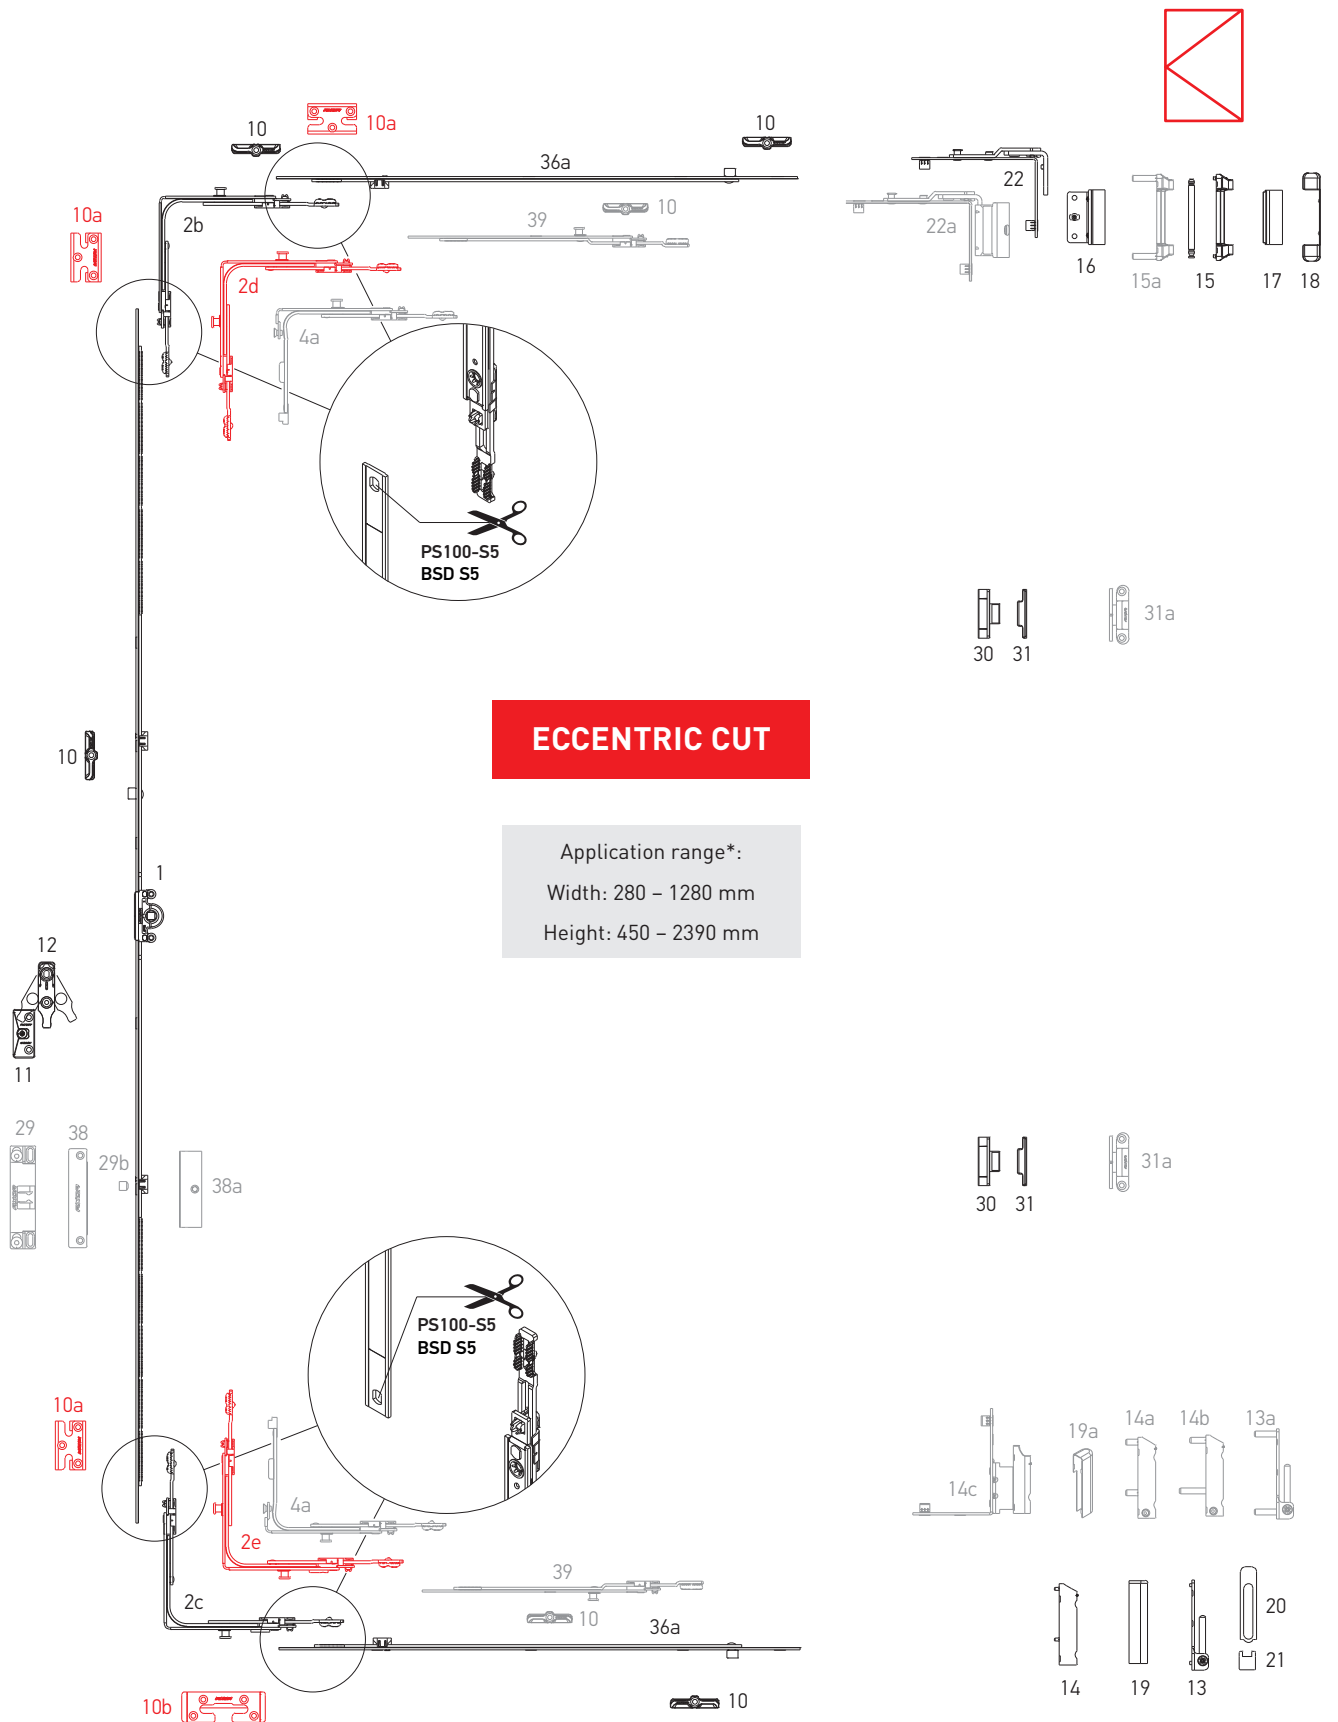 10a
10
10
36a
22
10a
2b
10
39
22a
16
15a
15
17
18
2d
4a
PS100-S5
BSD S5
31a
30
31
ECCENTRIC CUT
10
Application range*:
Width: 280 – 1280 mm
Height: 450 – 2390 mm
1
12
11
29
38
29b
38a
31a
30
31
PS100-S5
BSD S5
10a
14a
14b
13a
19a
14c
4a
2e
39
2c
10
36a
20
21
14
19
13
10b
10